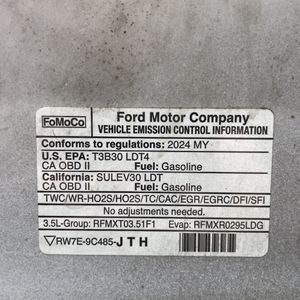 FoMoCo
Ford Motor Company
VEHICLE EMISSION CONTROL INFORMATION
Conforms to regulations: 2024 MY
U.S. EPA: T3B30 LDT4
CA OBD II Fuel: Gasoline
California: SULEV30 LDT
CA OBD II Fuel: Gasoline
TWC/WR-HO2S/HO2S/TC/CAC/EGR/EGRC/DFI/SFI
No adjustments needed.
3.5L-Group: RFMXT03.51F1 Evap: RFMXR0295LDG
RW7E-9C485-JTH